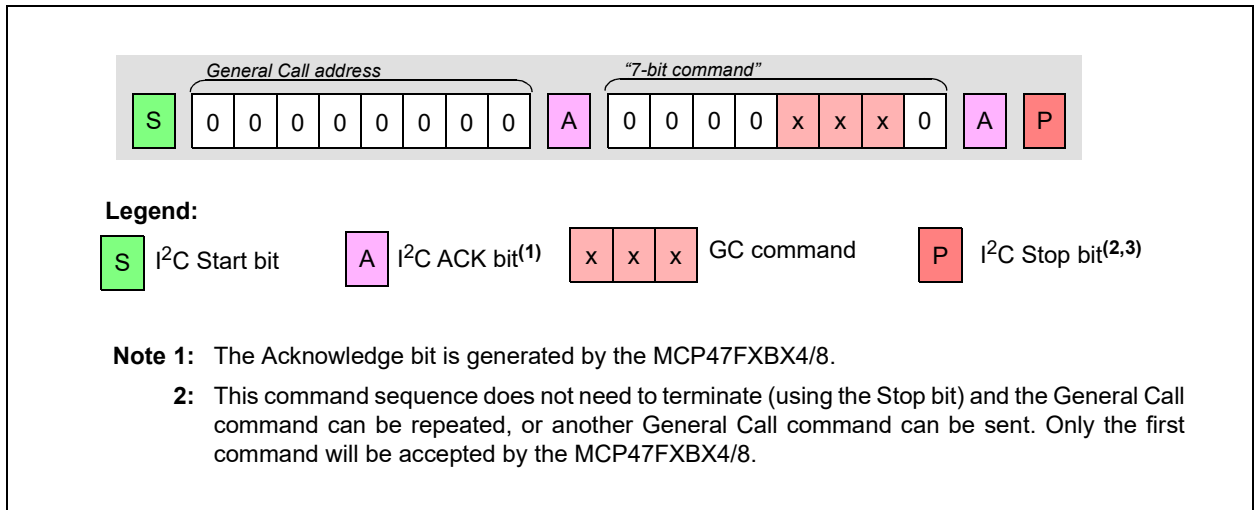 General Call address “7-bit command”
S 0 0 0 0 0 0 0 0 A 0 0 0 0 x x x 0 A P
Legend:
S I²C Start bit A I²C ACK bit(1) x x x GC command P I²C Stop bit(2,3)
Note 1: The Acknowledge bit is generated by the MCP47FXBX4/8.
2: This command sequence does not need to terminate (using the Stop bit) and the General Call
command can be repeated, or another General Call command can be sent. Only the first
command will be accepted by the MCP47FXBX4/8.